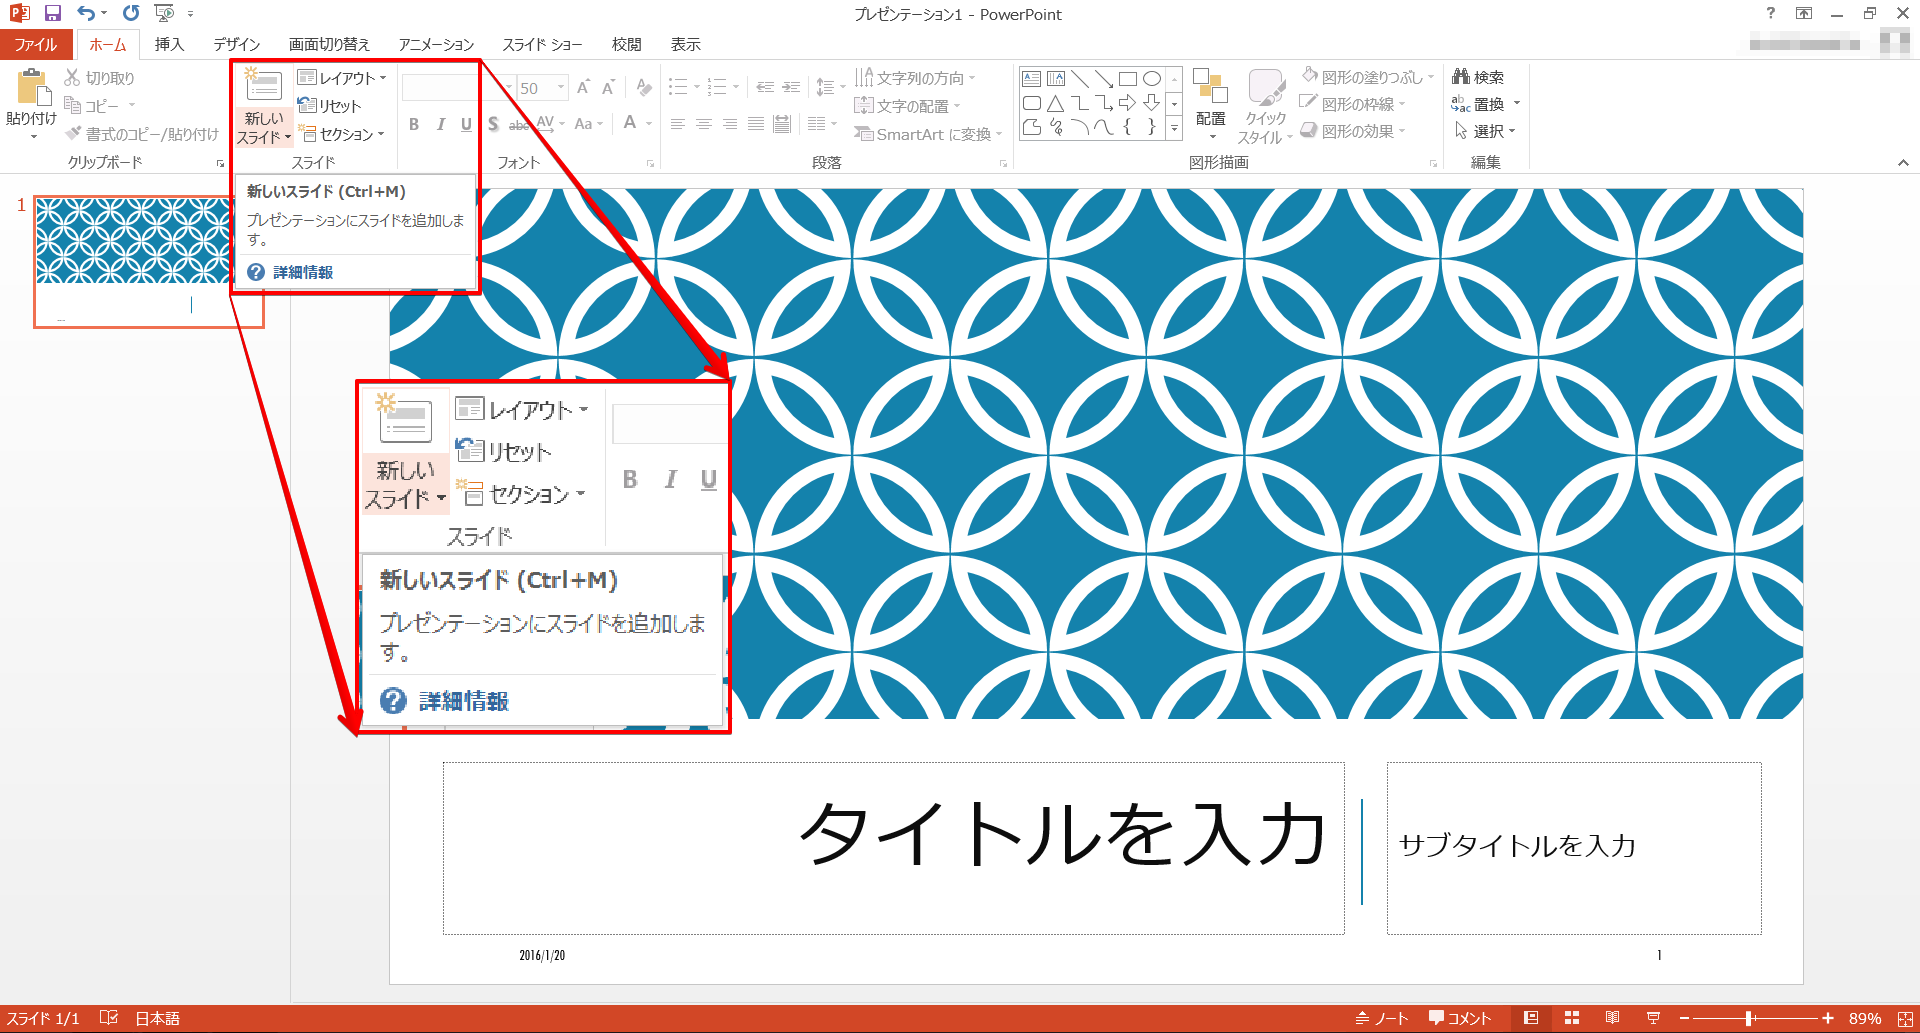 プレゼンテーション1 - PowerPoint
ファイル ホーム 挿入 デザイン 画面切り替え アニメーション スライド ショー 校閲 表示
貼り付け
切り取り
コピー
書式のコピー/貼り付け
クリップボード
新しい
スライド
レイアウト
リセット
セクション
スライド
50
B I U S abc AV Aa A
フォント
文字列の方向
文字の配置
SmartArt に変換
段落
配置
クイック
スタイル
図形の塗りつぶし
図形の枠線
図形の効果
図形描画
検索
置換
選択
編集
新しいスライド (Ctrl+M)
プレゼンテーションにスライドを追加しま
す。
詳細情報
1
新しい
スライド
レイアウト
リセット
セクション
スライド
B I U
新しいスライド (Ctrl+M)
プレゼンテーションにスライドを追加しま
す。
詳細情報
タイトルを入力
サブタイトルを入力
2016/1/20
1
スライド 1/1 日本語 ノート コメント 89%